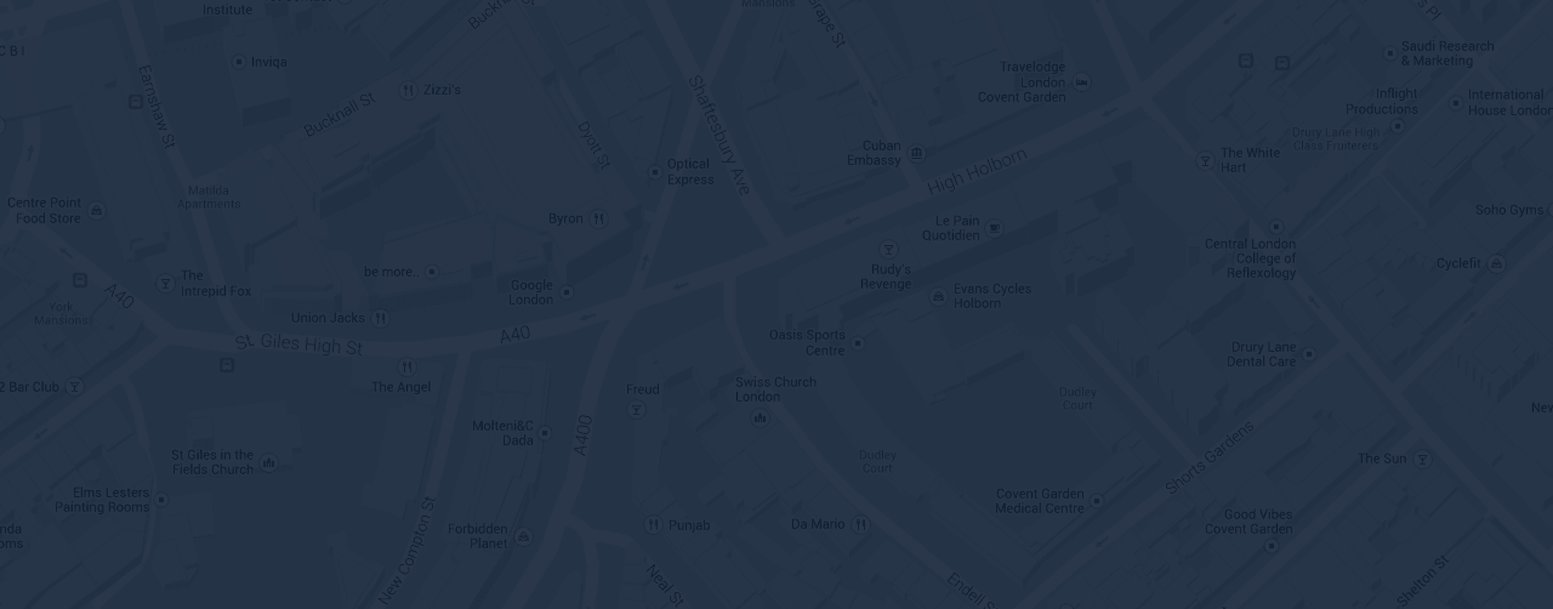 Institute
Buckn
Mansions
Grape St
s Pl
C B I
Inviqa
Earnshaw St
Zizzi's
Bucknall St
Dyott St
Shaftesbury Ave
Travelodge
London
Covent Garden
Saudi Research
& Marketing
Inflight
Productions
International
House London
Drury Lane High
Class Fruiterers
Cuban
Embassy
High Holborn
The White
Hart
Optical
Express
Matilda
Apartments
Centre Point
Food Store
Byron
Le Pain
Quotidien
Soho Gyms
Central London
College of
Reflexology
Cyclefit
The
Intrepid Fox
be more..
Google
London
Rudy's
Revenge
Evans Cycles
Holborn
A40
York
Mansions
Union Jacks
St Giles High St
A40
Oasis Sports
Centre
Drury Lane
Dental Care
2 Bar Club
The Angel
Freud
Swiss Church
London
Dudley
Court
New
Molteni&C
Dada
A400
St Giles in the
Fields Church
Dudley
Court
Shorts Gardens
The Sun
Elms Lesters
Painting Rooms
Covent Garden
Medical Centre
Good Vibes
Covent Garden
nda
oms
New Compton St
Forbidden
Planet
Punjab
Da Mario
Neal St
Endell S
Shelton St